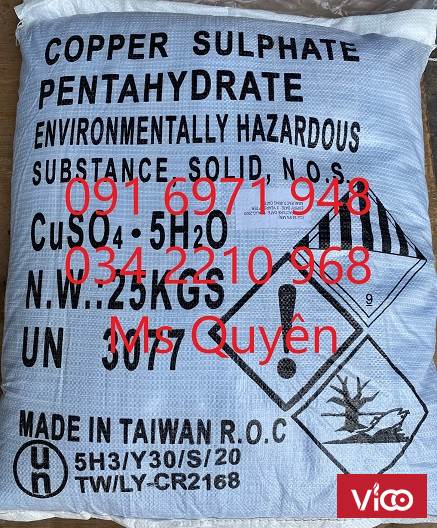 COPPER SULPHATE
PENTAHYDRATE
ENVIRONMENTALLY HAZARDOUS
SUBSTANCE, SOLID, N.O.S.
091 6971 948
CuSO4·5H2O
034 2210 968
N.W.:25KGS
Ms Quyên
UN 3077
9
MADE IN TAIWAN R.O.C
un
5H3/Y30/S/20
TW/LY-CR2168
vico